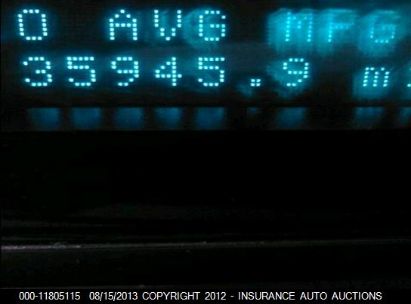 0 AVG MPG
35945.9 m
000-11805115 08/15/2013 COPYRIGHT 2012 - INSURANCE AUTO AUCTIONS